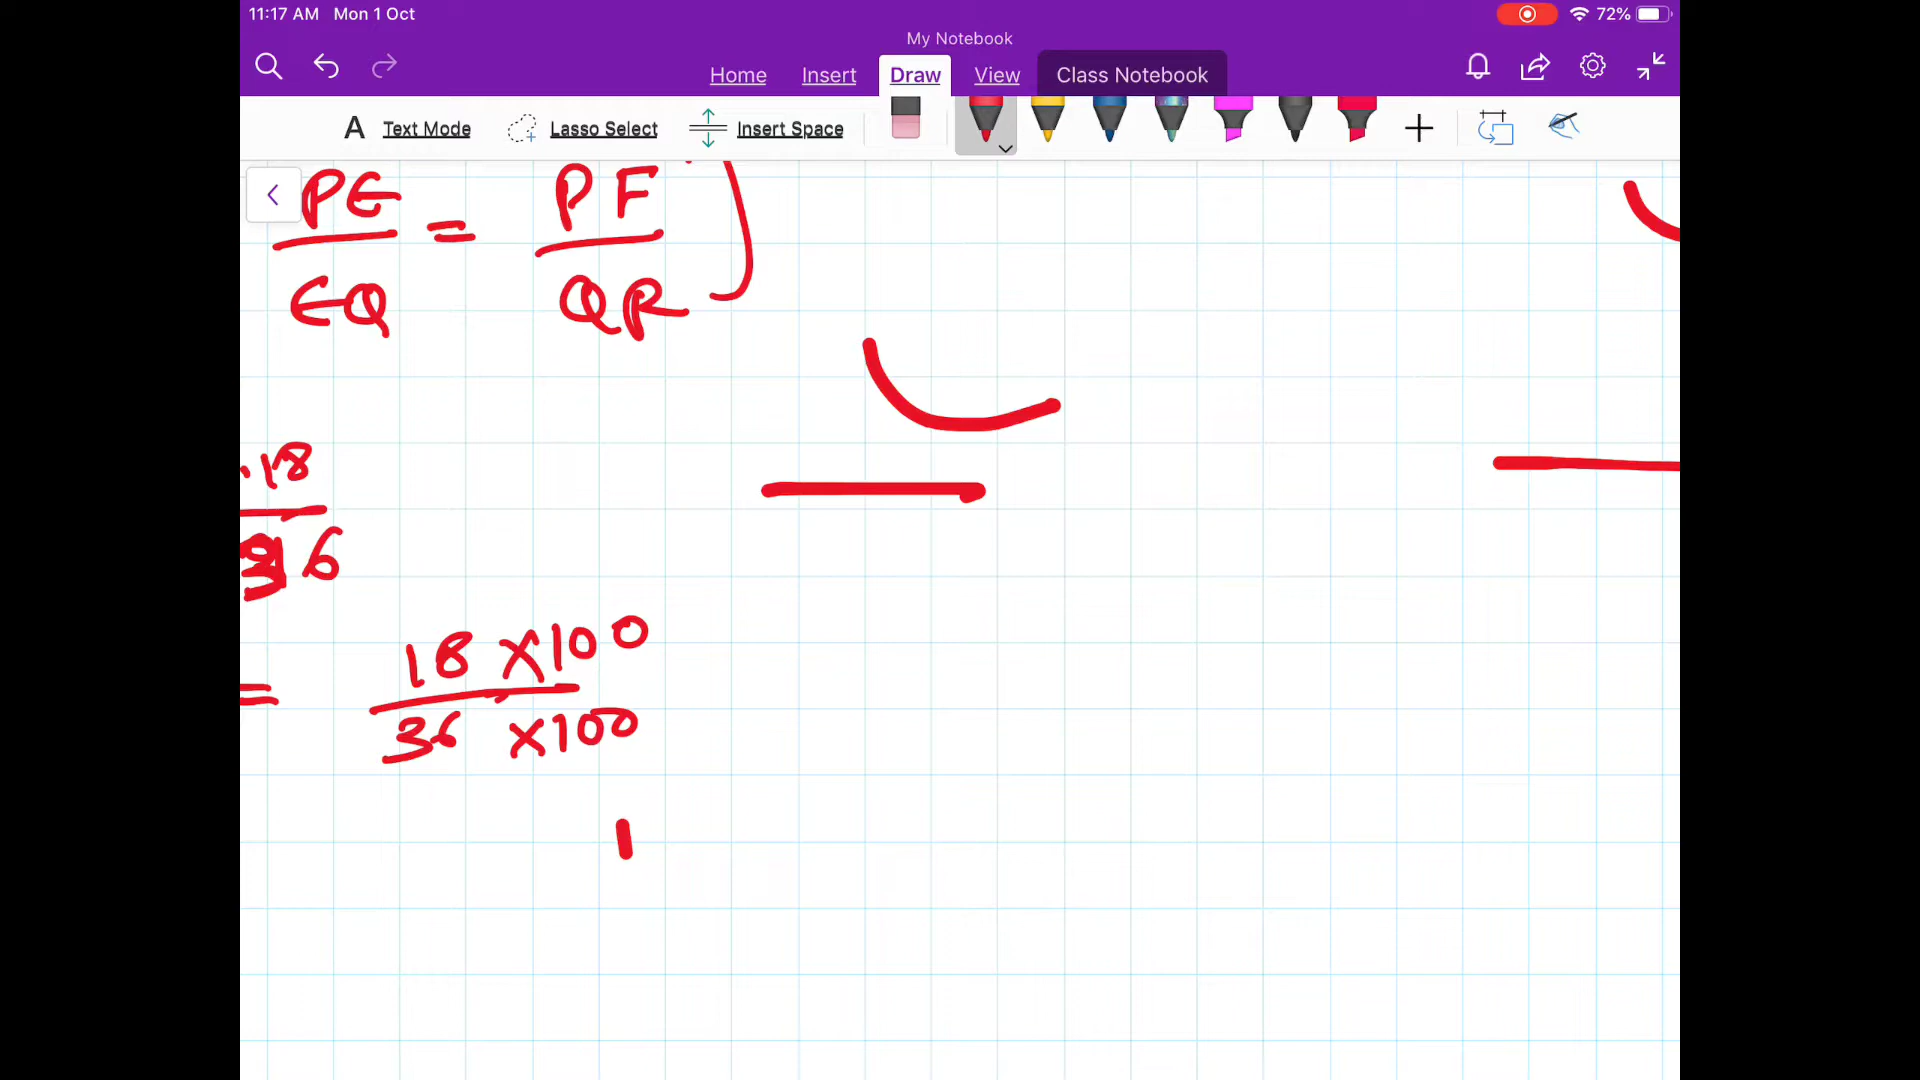 11:17 AM Mon 1 Oct 72%
My Notebook
Home Insert Draw View Class Notebook
A Text Mode Lasso Select Insert Space
PE = PF
EQ QR
.18
36
= 18 X100
36 X100